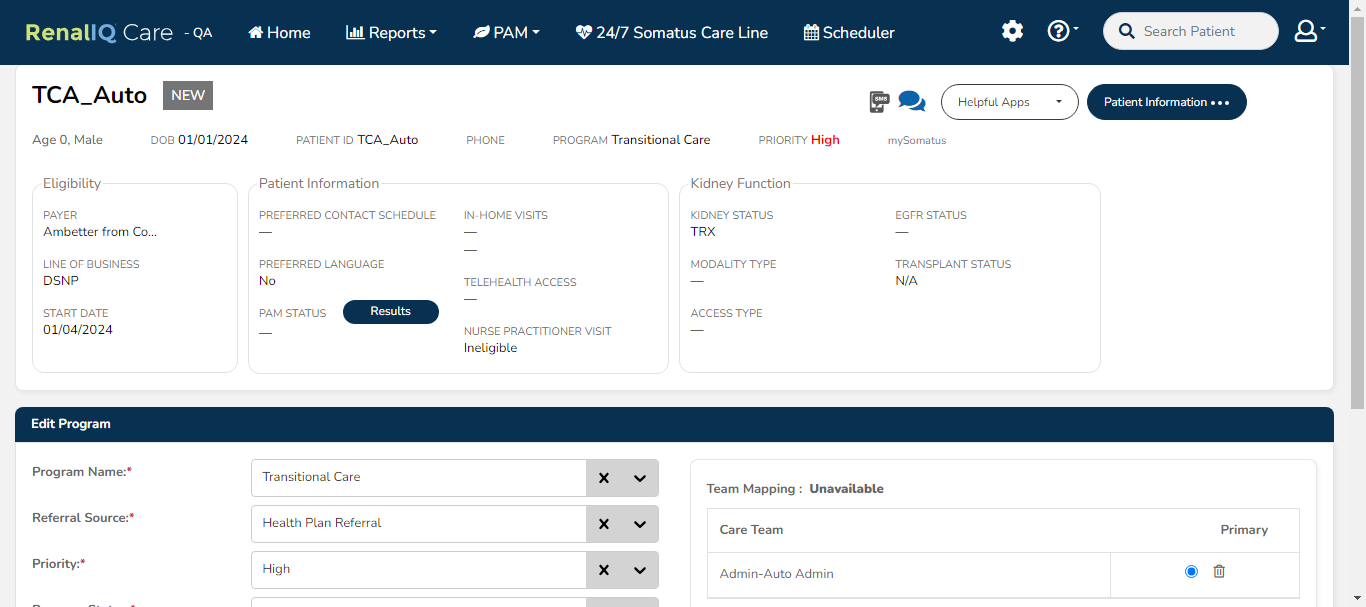 RenalIQ Care - QA Home Reports PAM 24/7 Somatus Care Line Scheduler Search Patient
TCA_Auto NEW SMS Helpful Apps Patient Information
Age 0, Male DOB 01/01/2024 PATIENT ID TCA_Auto PHONE PROGRAM Transitional Care PRIORITY High mySomatus
Eligibility
PAYER
Ambetter from Co...
LINE OF BUSINESS
DSNP
START DATE
01/04/2024
Patient Information
PREFERRED CONTACT SCHEDULE
—
PREFERRED LANGUAGE
No
PAM STATUS Results
—
IN-HOME VISITS
—
—
TELEHEALTH ACCESS
—
NURSE PRACTITIONER VISIT
Ineligible
Kidney Function
KIDNEY STATUS
TRX
MODALITY TYPE
—
ACCESS TYPE
—
EGFR STATUS
—
TRANSPLANT STATUS
N/A
Edit Program
Program Name:* Transitional Care
Referral Source:* Health Plan Referral
Priority:* High
Team Mapping : Unavailable
Care Team Primary
Admin-Auto Admin